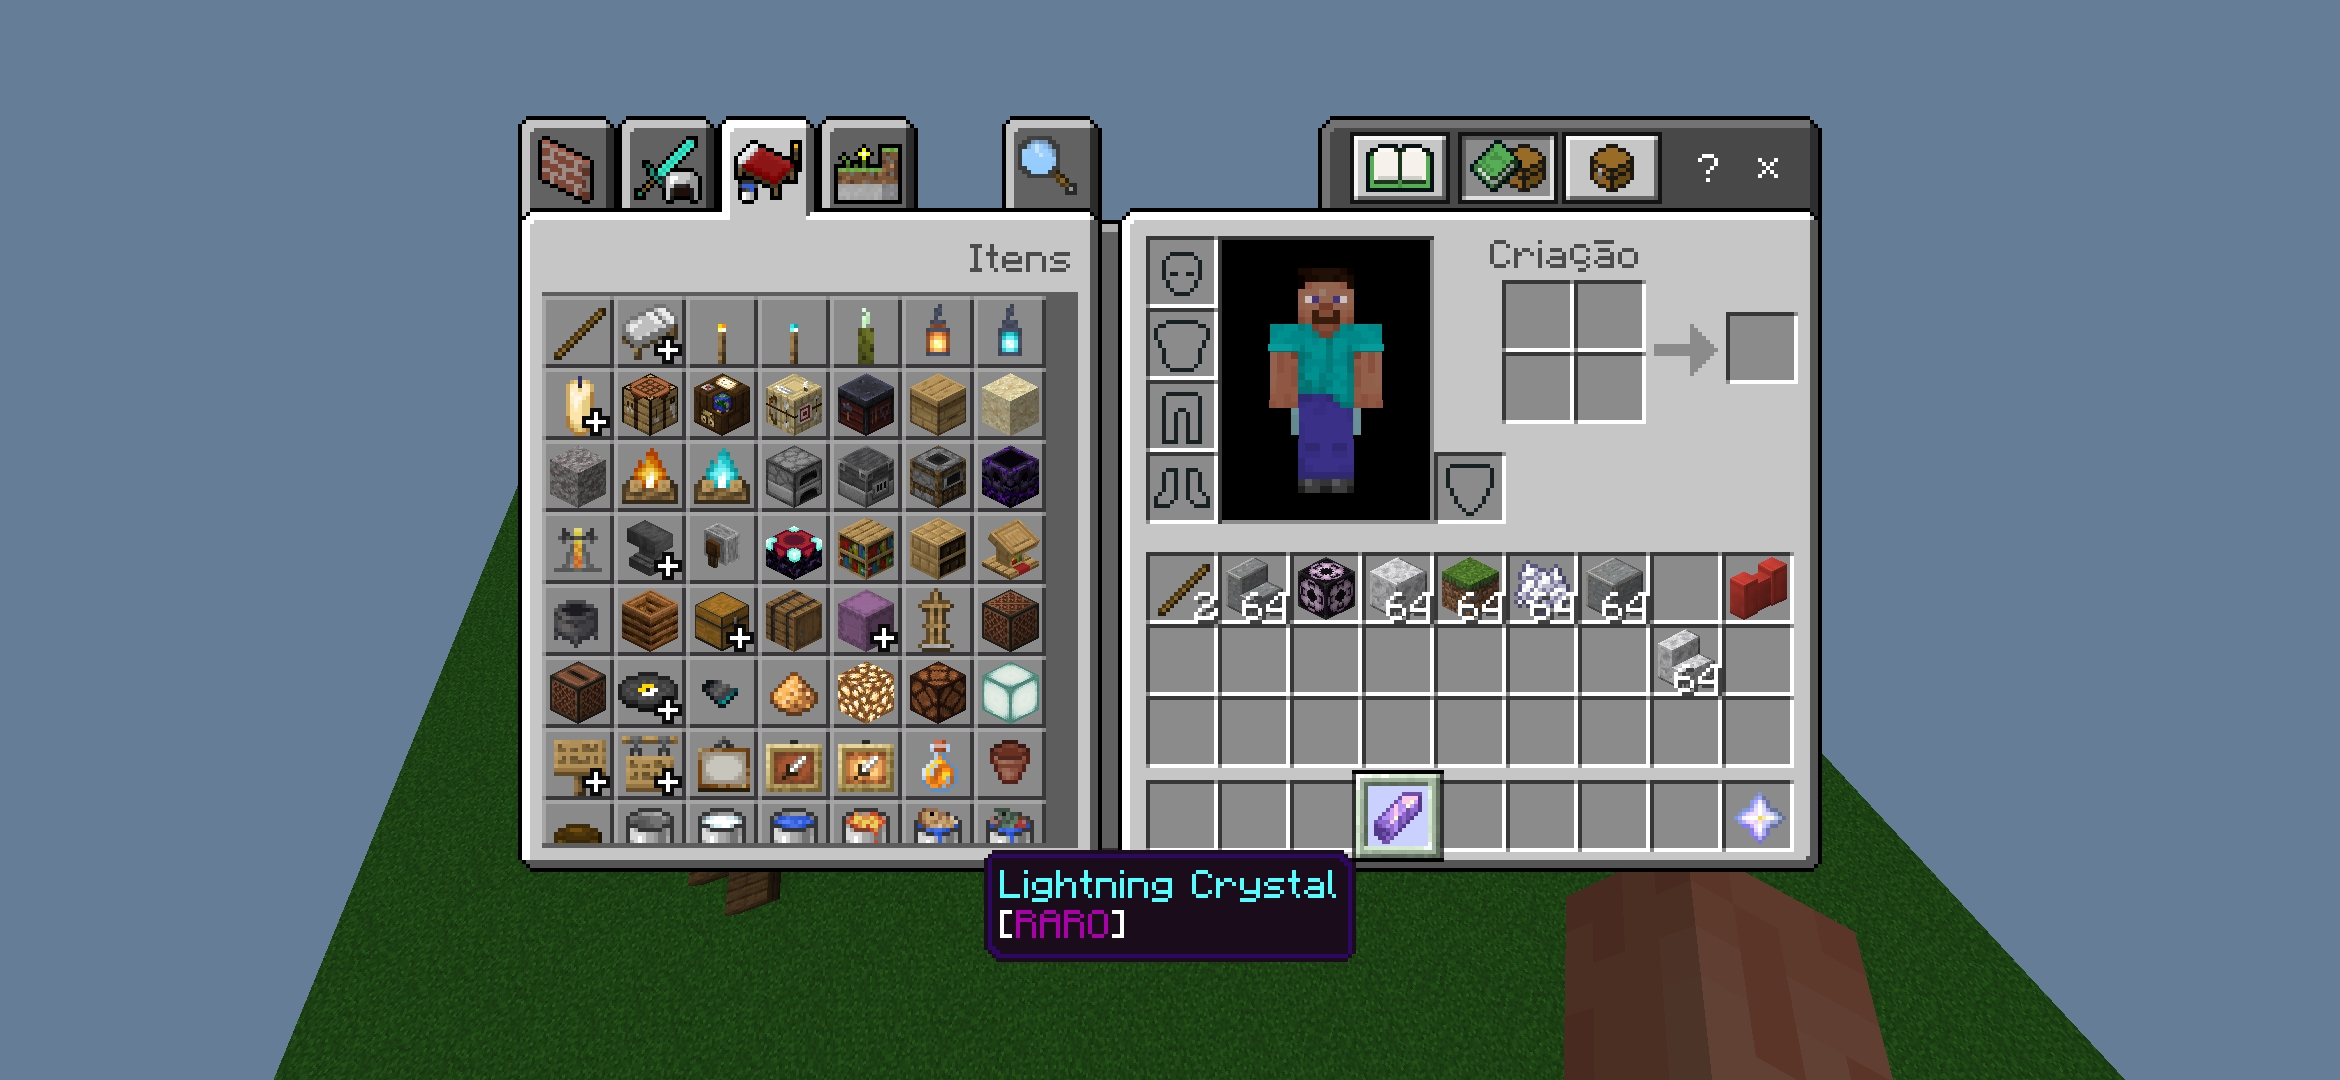 ? ×
Itens
Criação
2 64 64 64 64 64
64
Lightning Crystal
[RARO]